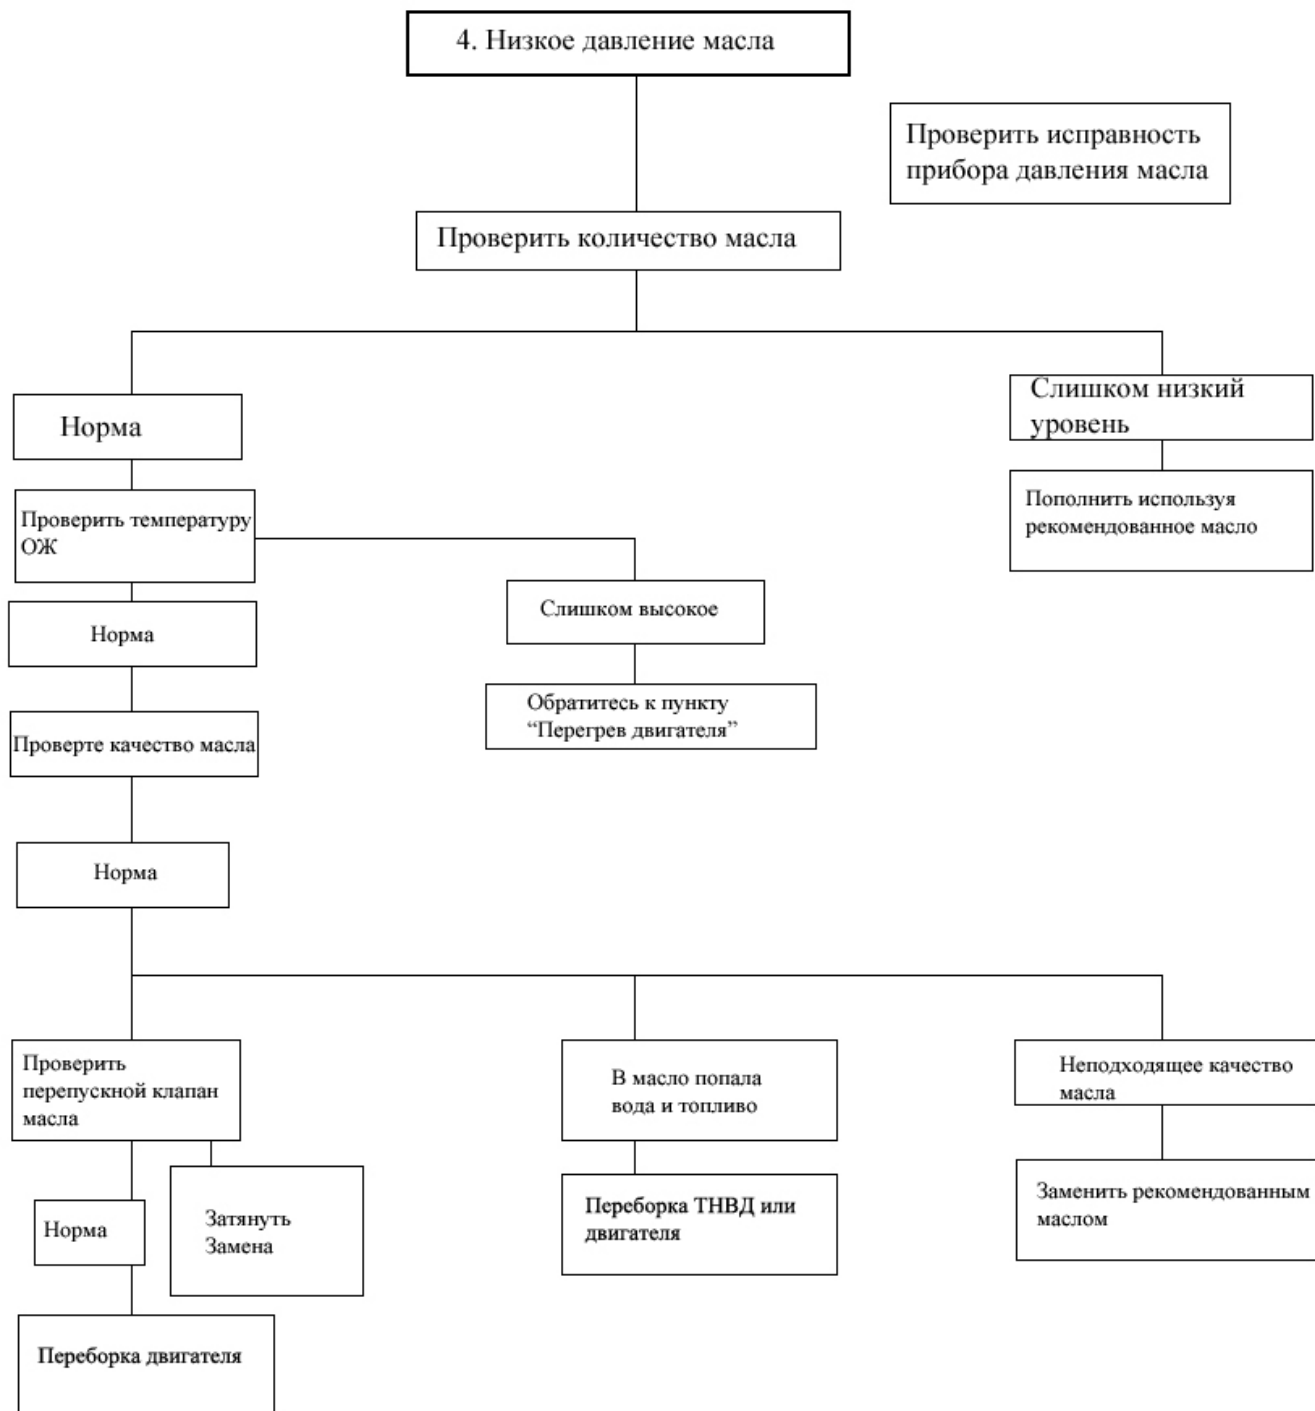 4. Низкое давление масла
Проверить исправность
прибора давления масла
Проверить количество масла
Норма
Слишком низкий
уровень
Проверить температуру
ОЖ
Пополнить используя
рекомендованное масло
Норма
Слишком высокое
Обратитесь к пункту
“Перегрев двигателя”
Проверте качество масла
Норма
Проверить
перепускной клапан
масла
В масло попала
вода и топливо
Неподходящее качество
масла
Норма
Затянуть
Замена
Переборка ТНВД или
двигателя
Заменить рекомендованным
маслом
Переборка двигателя